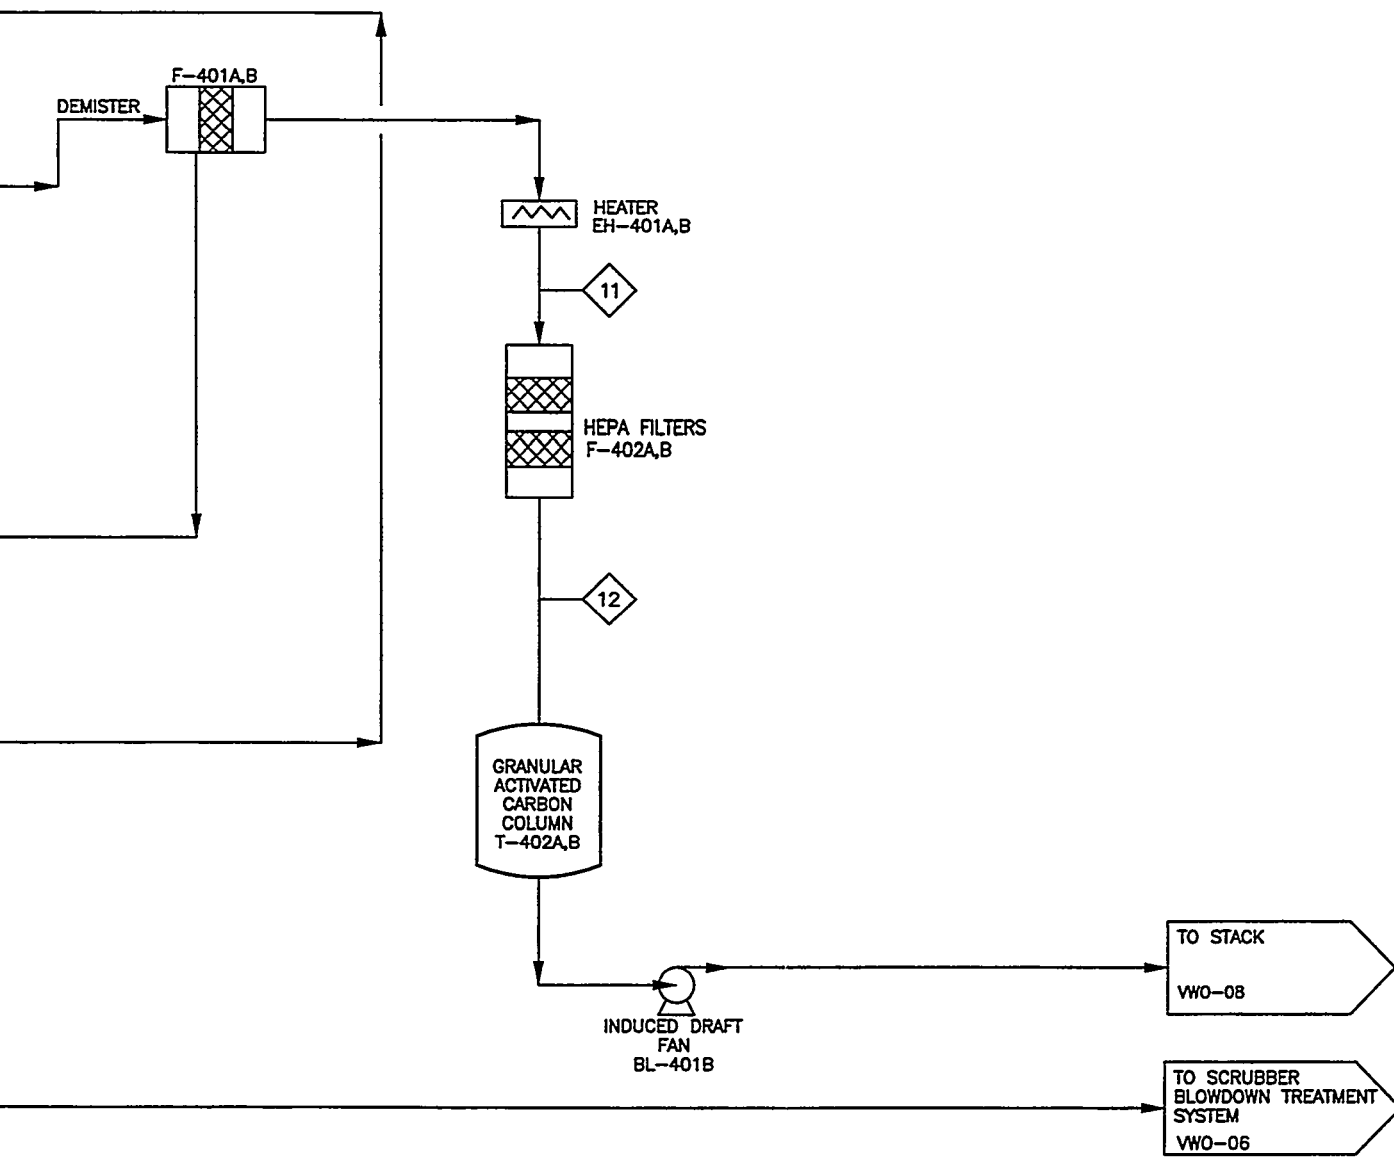 F-401A,B
DEMISTER
HEATER
EH-401A,B
11
HEPA FILTERS
F-402A,B
12
GRANULAR
ACTIVATED
CARBON
COLUMN
T-402A,B
TO STACK
VWO-08
INDUCED DRAFT
FAN
BL-401B
TO SCRUBBER
BLOWDOWN TREATMENT
SYSTEM
VWO-06